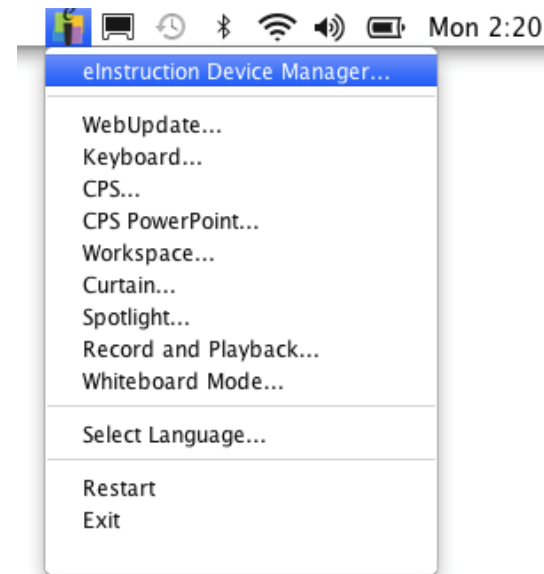 Mon 2:20
eInstruction Device Manager...
WebUpdate...
Keyboard...
CPS...
CPS PowerPoint...
Workspace...
Curtain...
Spotlight...
Record and Playback...
Whiteboard Mode...
Select Language...
Restart
Exit